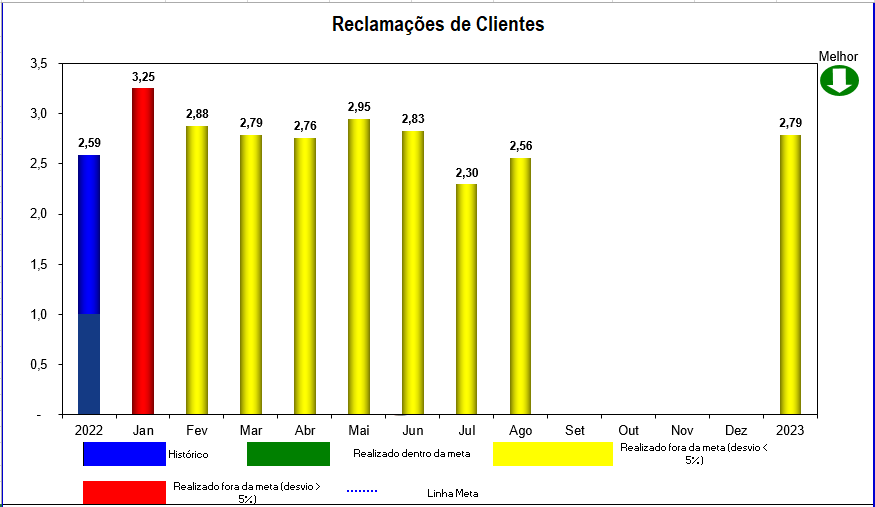 Reclamações de Clientes
Melhor
3,5
3,0
2,5
2,0
1,5
1,0
0,5
-
2,59
3,25
2,88
2,79
2,76
2,95
2,83
2,30
2,56
2,79
2022 Jan Fev Mar Abr Mai Jun Jul Ago Set Out Nov Dez 2023
Histórico
Realizado dentro da meta
Realizado fora da meta (desvio <
5%)
Realizado fora da meta (desvio >
5%)
Linha Meta